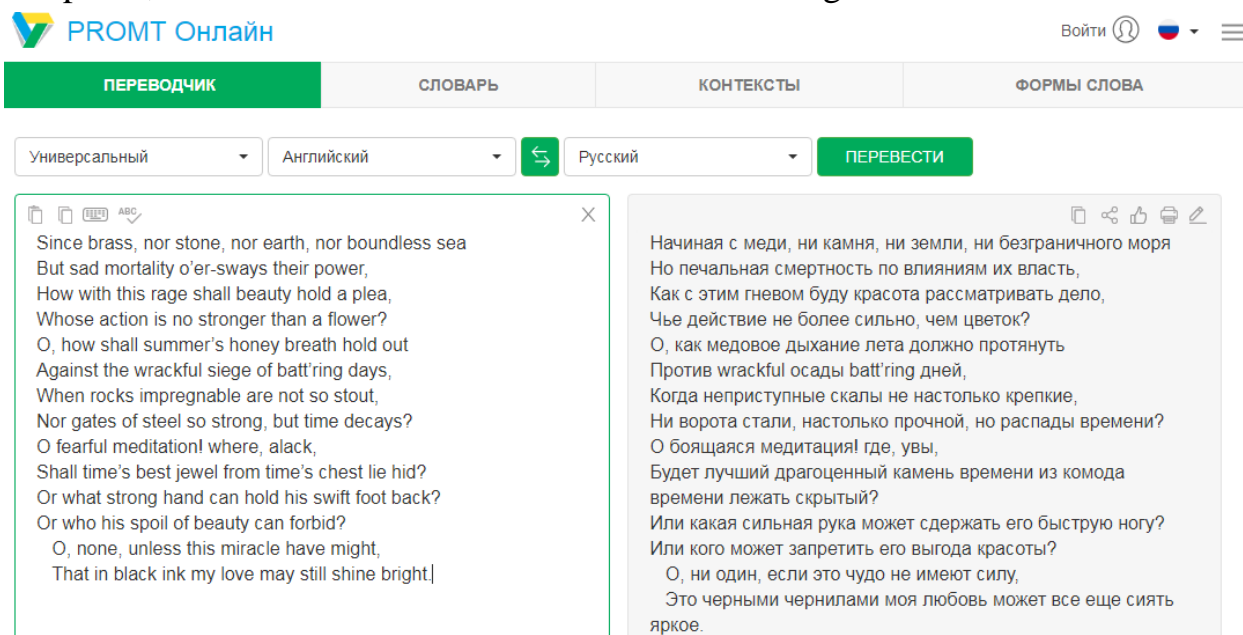 PROMT Онлайн
Войти
ПЕРЕВОДЧИК
СЛОВАРЬ
КОНТЕКСТЫ
ФОРМЫ СЛОВА
Универсальный
Английский
Русский
ПЕРЕВЕСТИ
ABC
Since brass, nor stone, nor earth, nor boundless sea
But sad mortality o’er-sways their power,
How with this rage shall beauty hold a plea,
Whose action is no stronger than a flower?
O, how shall summer’s honey breath hold out
Against the wrackful siege of batt’ring days,
When rocks impregnable are not so stout,
Nor gates of steel so strong, but time decays?
O fearful meditation! where, alack,
Shall time’s best jewel from time’s chest lie hid?
Or what strong hand can hold his swift foot back?
Or who his spoil of beauty can forbid?
O, none, unless this miracle have might,
That in black ink my love may still shine bright.
Начиная с меди, ни камня, ни земли, ни безграничного моря
Но печальная смертность по влияниям их власть,
Как с этим гневом буду красота рассматривать дело,
Чье действие не более сильно, чем цветок?
О, как медовое дыхание лета должно протянуть
Против wrackful осады batt’ring дней,
Когда неприступные скалы не настолько крепкие,
Ни ворота стали, настолько прочной, но распады времени?
О боящаяся медитация! где, увы,
Будет лучший драгоценный камень времени из комода
времени лежать скрытый?
Или какая сильная рука может сдержать его быструю ногу?
Или кого может запретить его выгода красоты?
О, ни один, если это чудо не имеют силу,
Это черными чернилами моя любовь может все еще сиять
яркое.